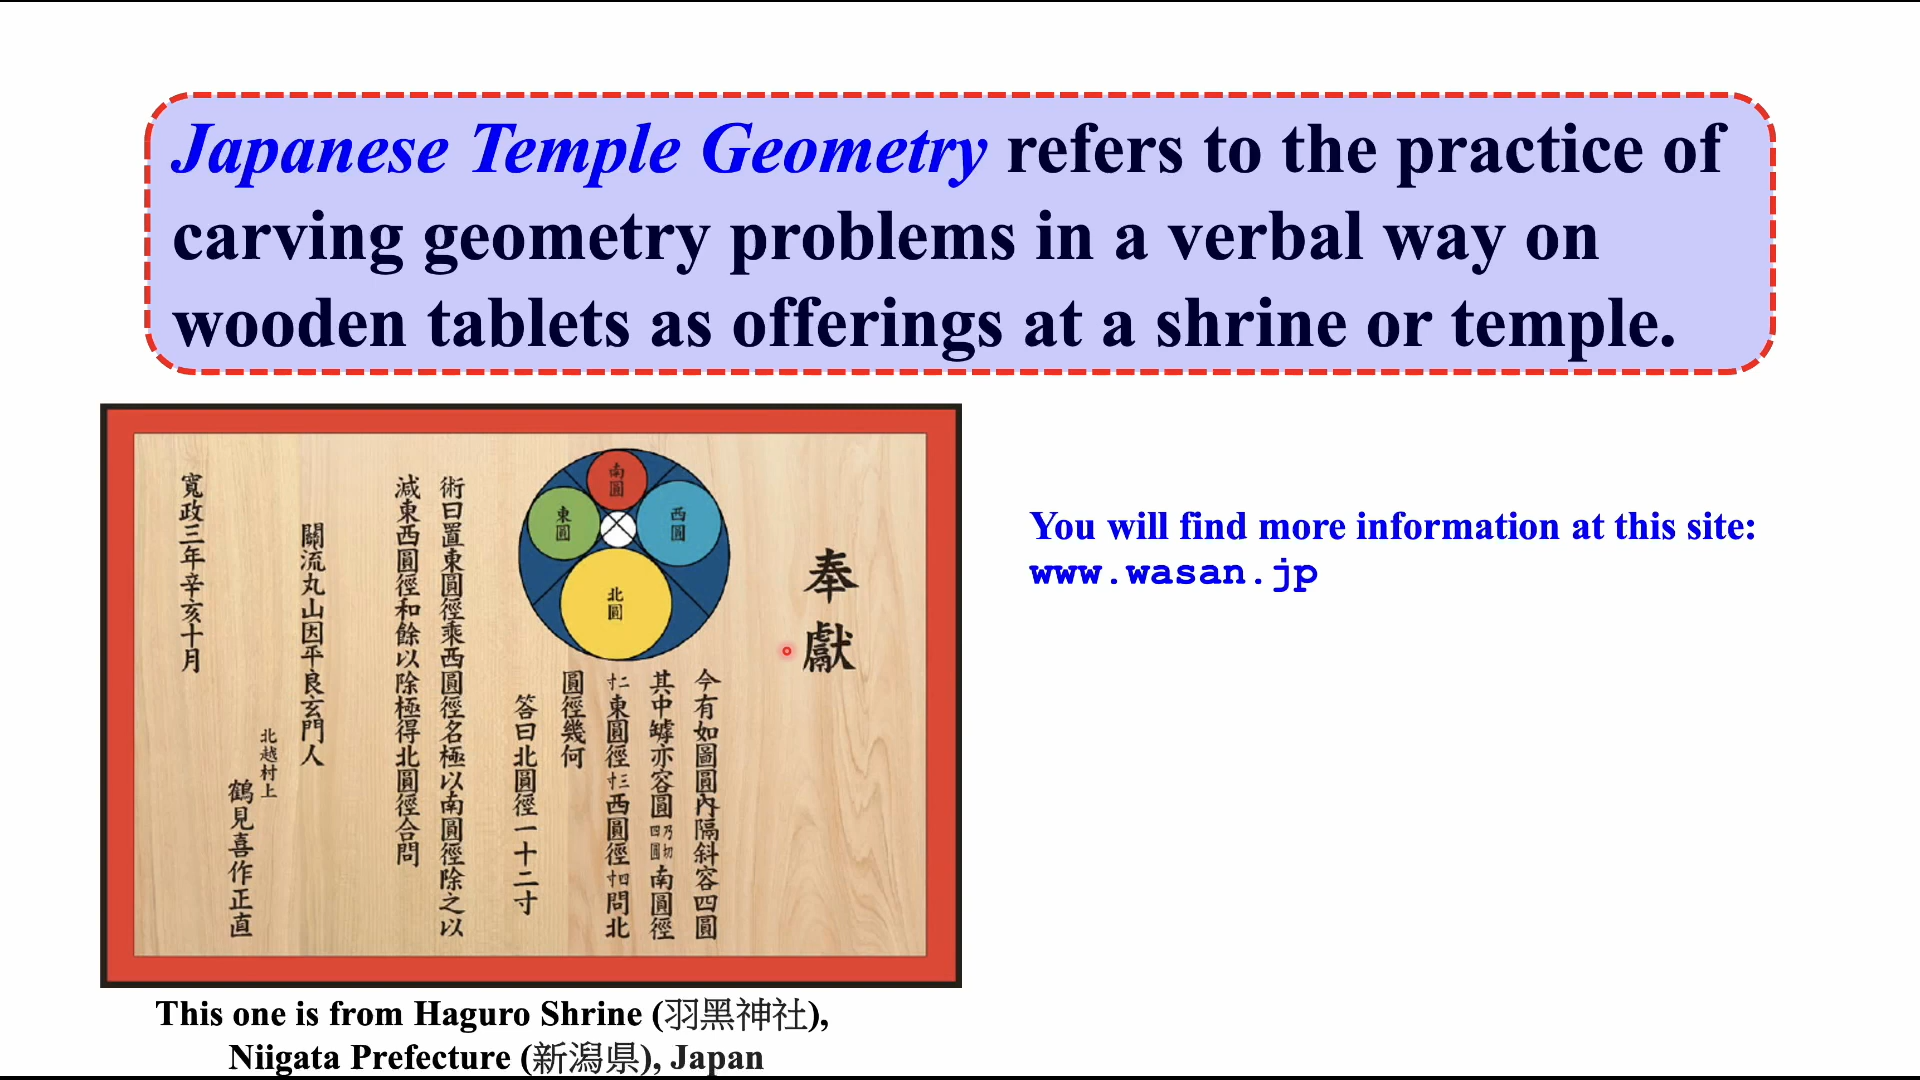 Japanese Temple Geometry refers to the practice of
carving geometry problems in a verbal way on
wooden tablets as offerings at a shrine or temple.
奉獻
今有如圖圓內隔斜容四圓
其中罅亦容圓乃切四圓南圓徑
二寸東圓徑三寸西圓徑四寸問北
圓徑幾何
答曰北圓徑一十二寸
術曰置東圓徑乘西圓徑名極以南圓徑除之以
減東西圓徑和餘以除極得北圓徑合問
關流丸山因平良玄門人
北越村上
鶴見喜作正直
寬政三年辛亥十月
南圓
東圓
西圓
北圓
You will find more information at this site:
www.wasan.jp
This one is from Haguro Shrine (羽黑神社),
Niigata Prefecture (新潟県), Japan